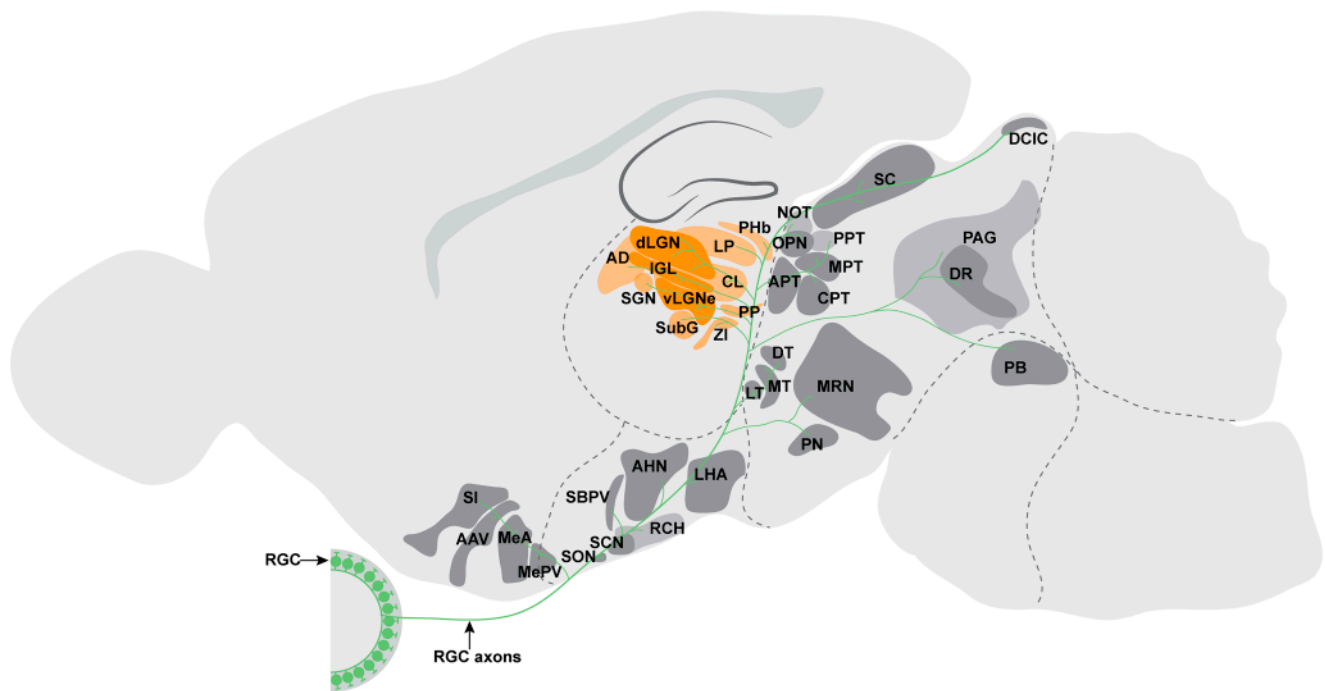 DCIC
SC
NOT
PHb
OPN
PPT
PAG
dLGN
LP
AD
IGL
MPT
DR
CL
APT
SGN
vLGNe
CPT
PP
SubG
ZI
DT
PB
LT
MT
MRN
PN
AHN
LHA
SI
SBPV
RCH
AAV
MeA
SCN
SON
RGC
MePV
RGC axons